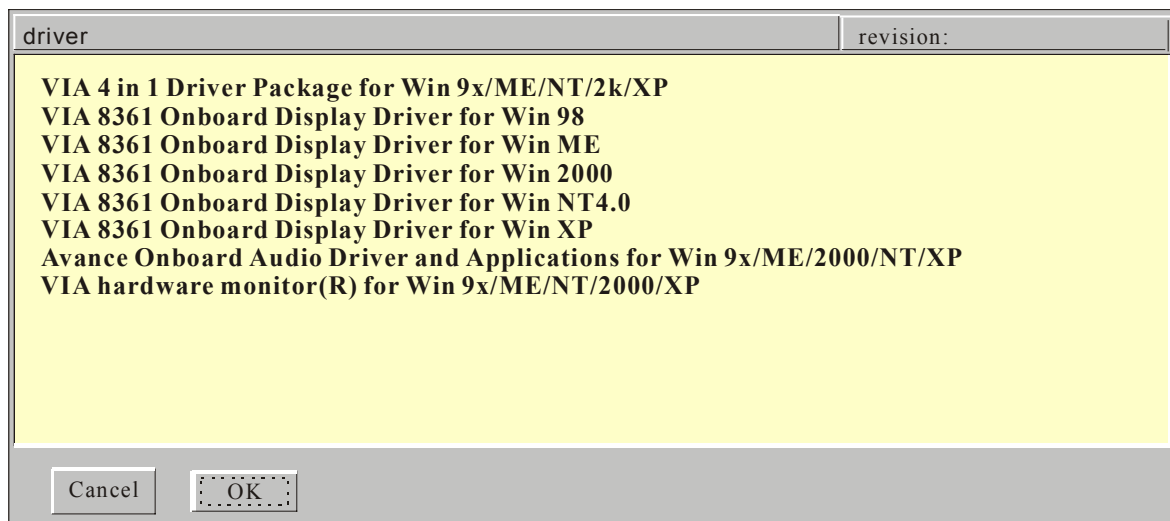 driver
revision:
VIA 4 in 1 Driver Package for Win 9x/ME/NT/2k/XP
VIA 8361 Onboard Display Driver for Win 98
VIA 8361 Onboard Display Driver for Win ME
VIA 8361 Onboard Display Driver for Win 2000
VIA 8361 Onboard Display Driver for Win NT4.0
VIA 8361 Onboard Display Driver for Win XP
Avance Onboard Audio Driver and Applications for Win 9x/ME/2000/NT/XP
VIA hardware monitor(R) for Win 9x/ME/NT/2000/XP
Cancel
OK